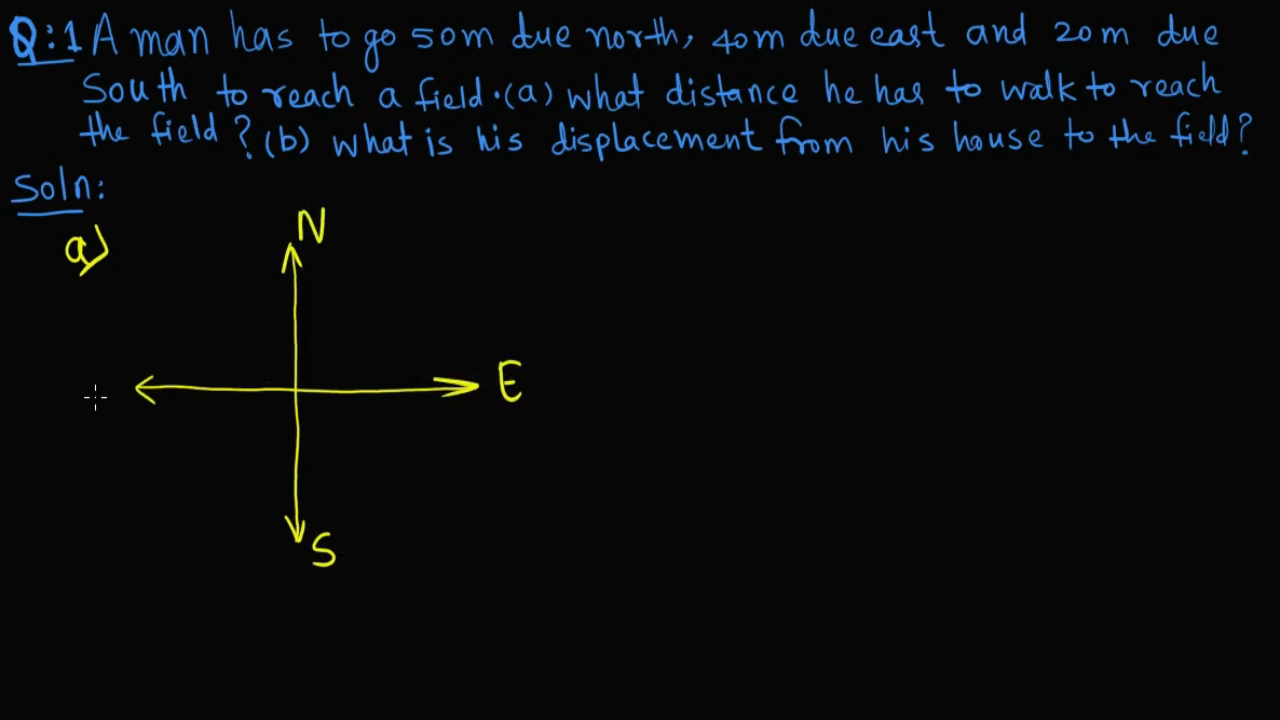 Q:1 A man has to go 50m due north, 40m due east and 20m due
South to reach a field.(a) what distance he has to walk to reach
the field? (b) what is his displacement from his house to the field?
Soln:
a)
N
E
S